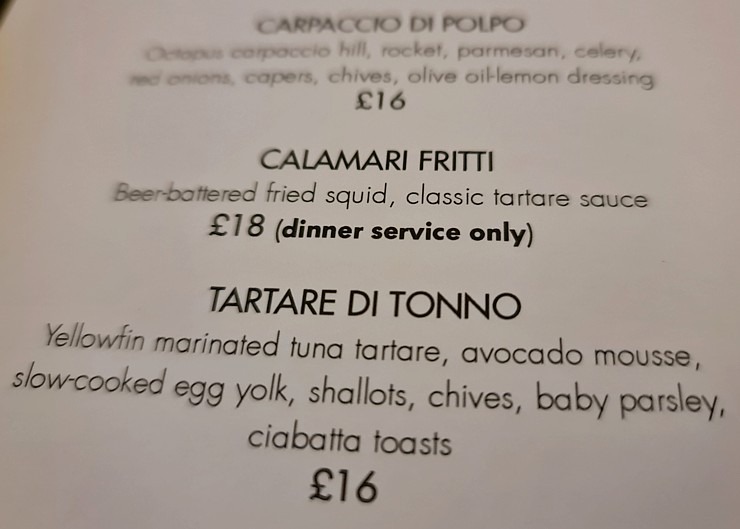 CARPACCIO DI POLPO
Octopus carpaccio hill, rocket, parmesan, celery,
red onions, capers, chives, olive oil-lemon dressing
£16
CALAMARI FRITTI
Beer-battered fried squid, classic tartare sauce
£18 (dinner service only)
TARTARE DI TONNO
Yellowfin marinated tuna tartare, avocado mousse,
slow-cooked egg yolk, shallots, chives, baby parsley,
ciabatta toasts
£16